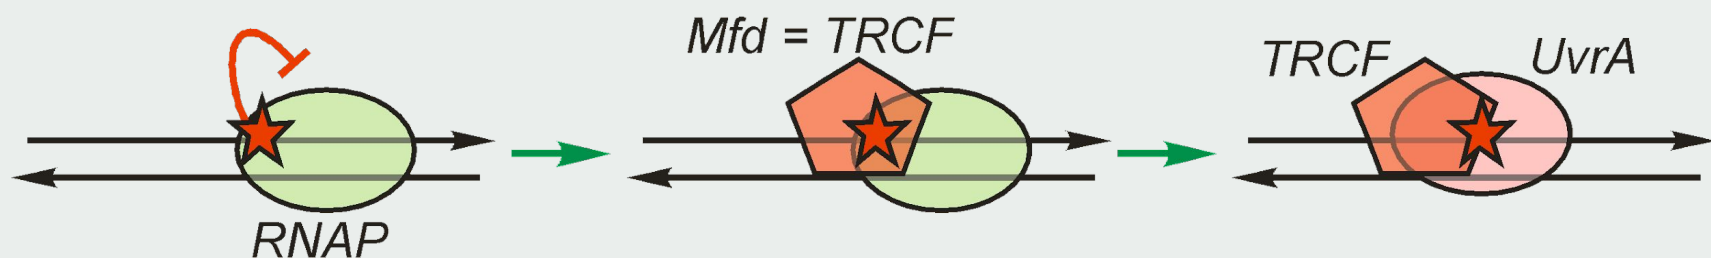 RNAP
Mfd = TRCF
TRCF
UvrA